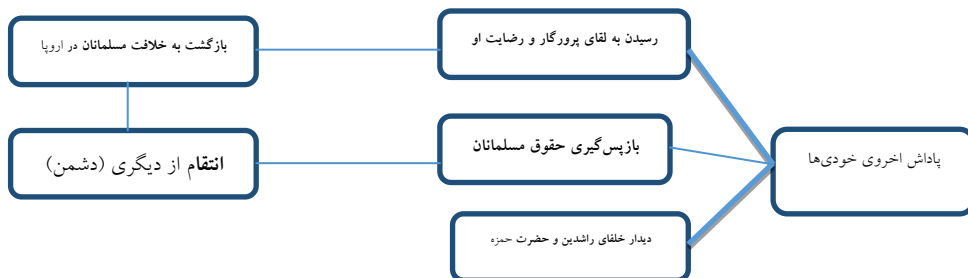 پاداش اخروی خودی‌ها
رسیدن به لقای پرورگار و رضایت او
بازپس‌گیری حقوق مسلمانان
دیدار خلفای راشدین و حضرت حمزه
بازگشت به خلافت مسلمانان در اروپا
انتقام از دیگری (دشمن)